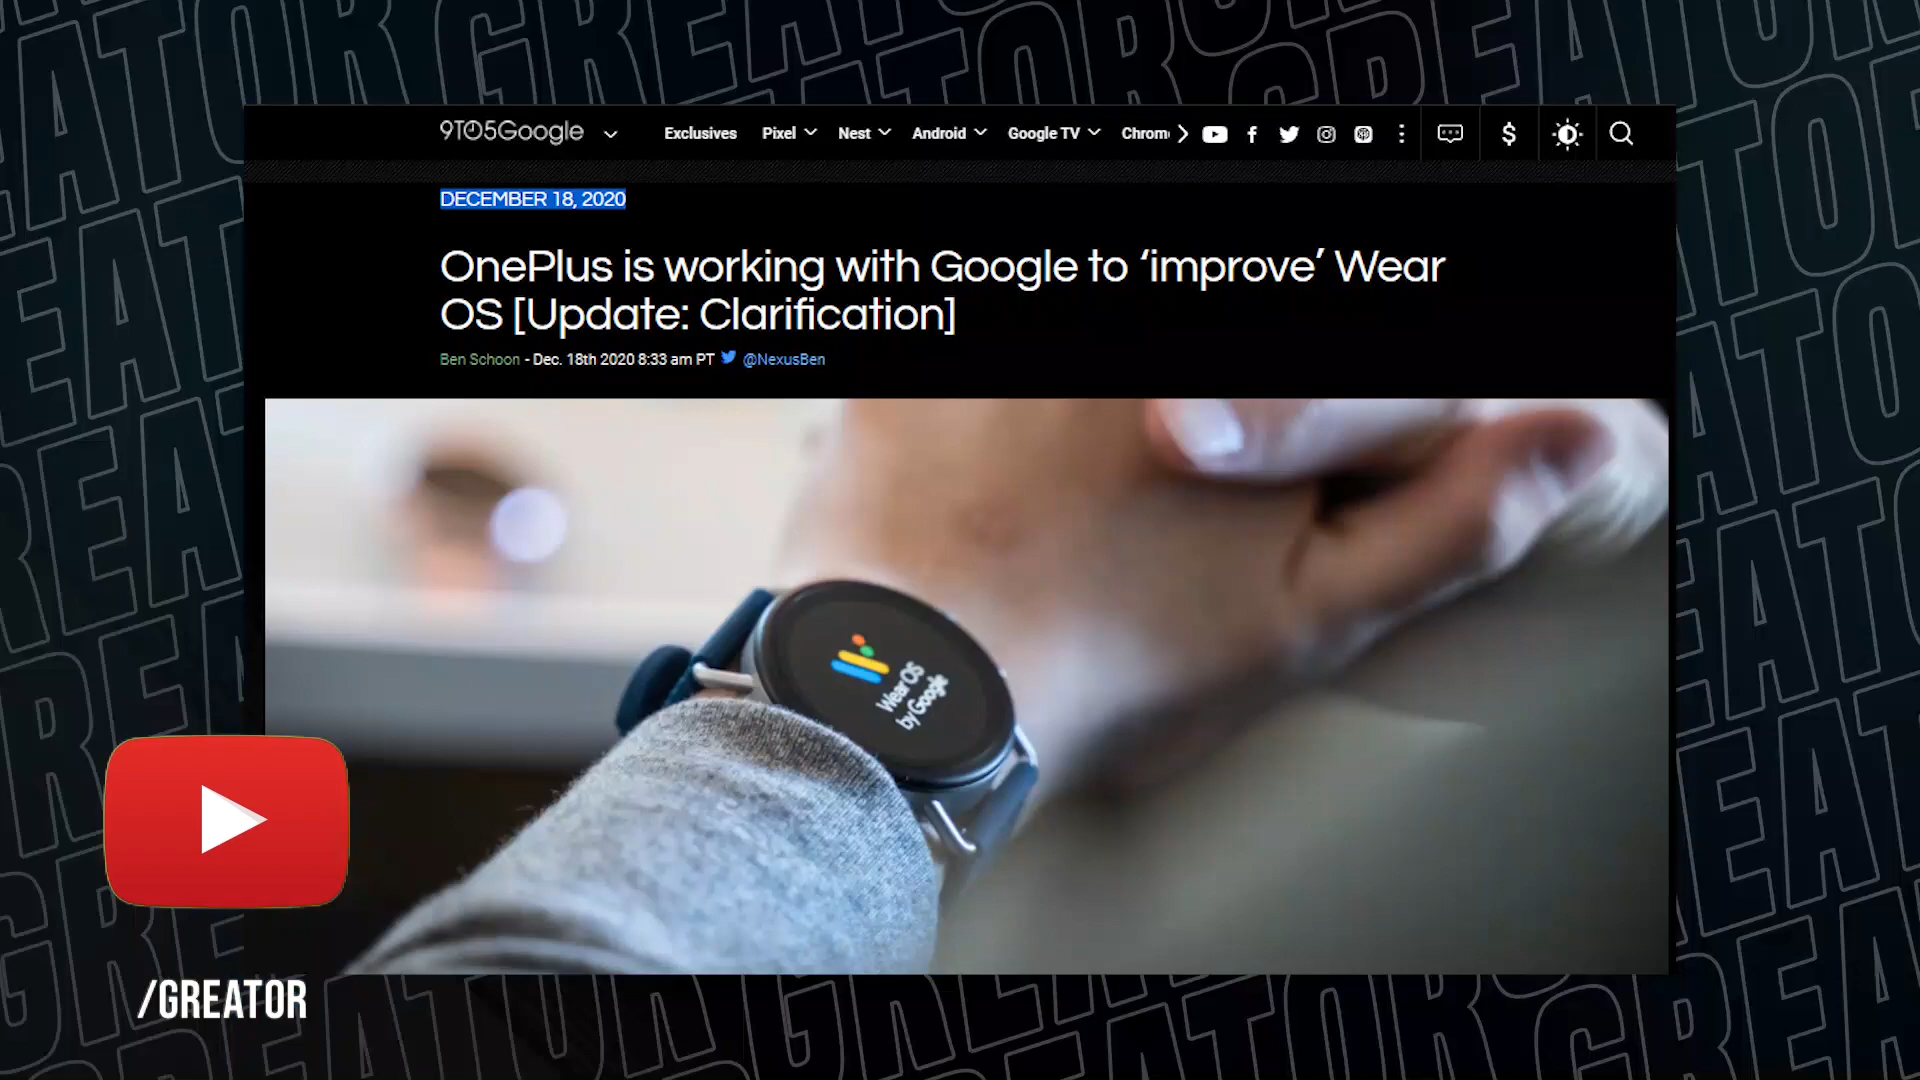 9TO5Google
Exclusives Pixel Nest Android Google TV Chrom
DECEMBER 18, 2020
OnePlus is working with Google to ‘improve’ Wear
OS [Update: Clarification]
Ben Schoon - Dec. 18th 2020 8:33 am PT @NexusBen
Wear OS
by Google
/GREATOR